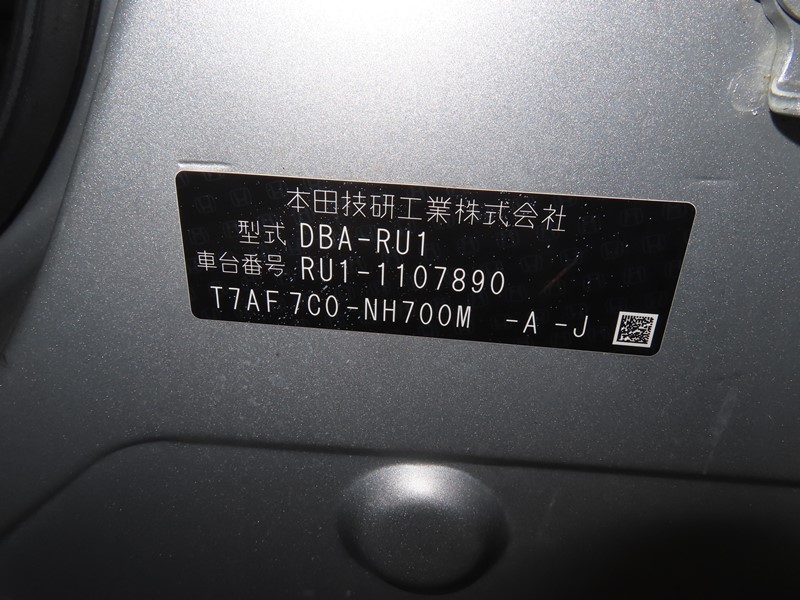 本田技研工業株式会社
型式 DBA-RU1
車台番号 RU1-1107890
T7AF7C0-NH700M -A -J